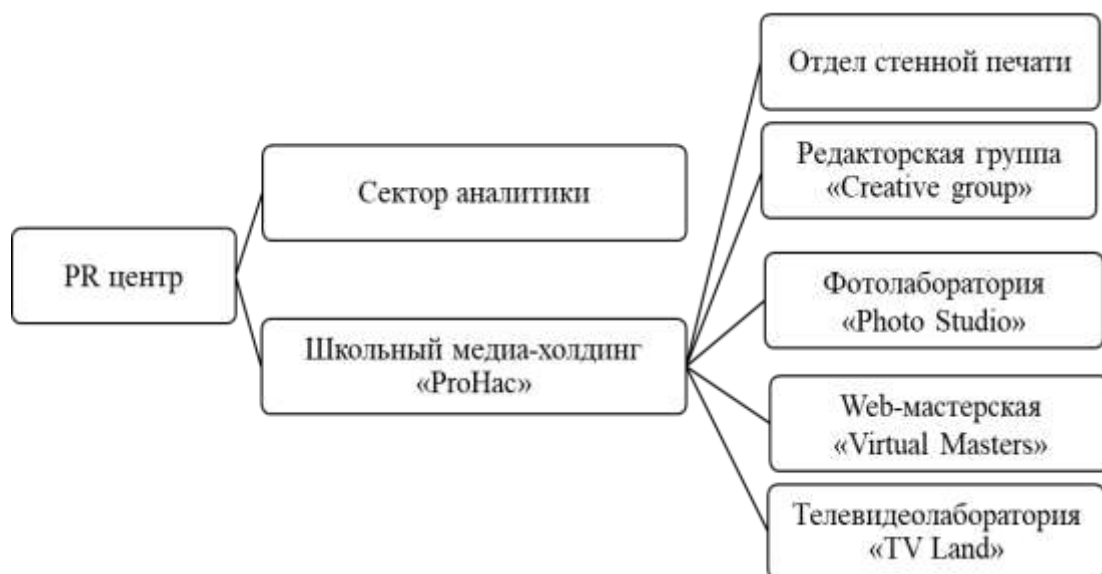 PR центр
Сектор аналитики
Школьный медиа-холдинг
«ProНас»
Отдел стенной печати
Редакторская группа
«Creative group»
Фотолаборатория
«Photo Studio»
Web-мастерская
«Virtual Masters»
Телевидеолаборатория
«TV Land»